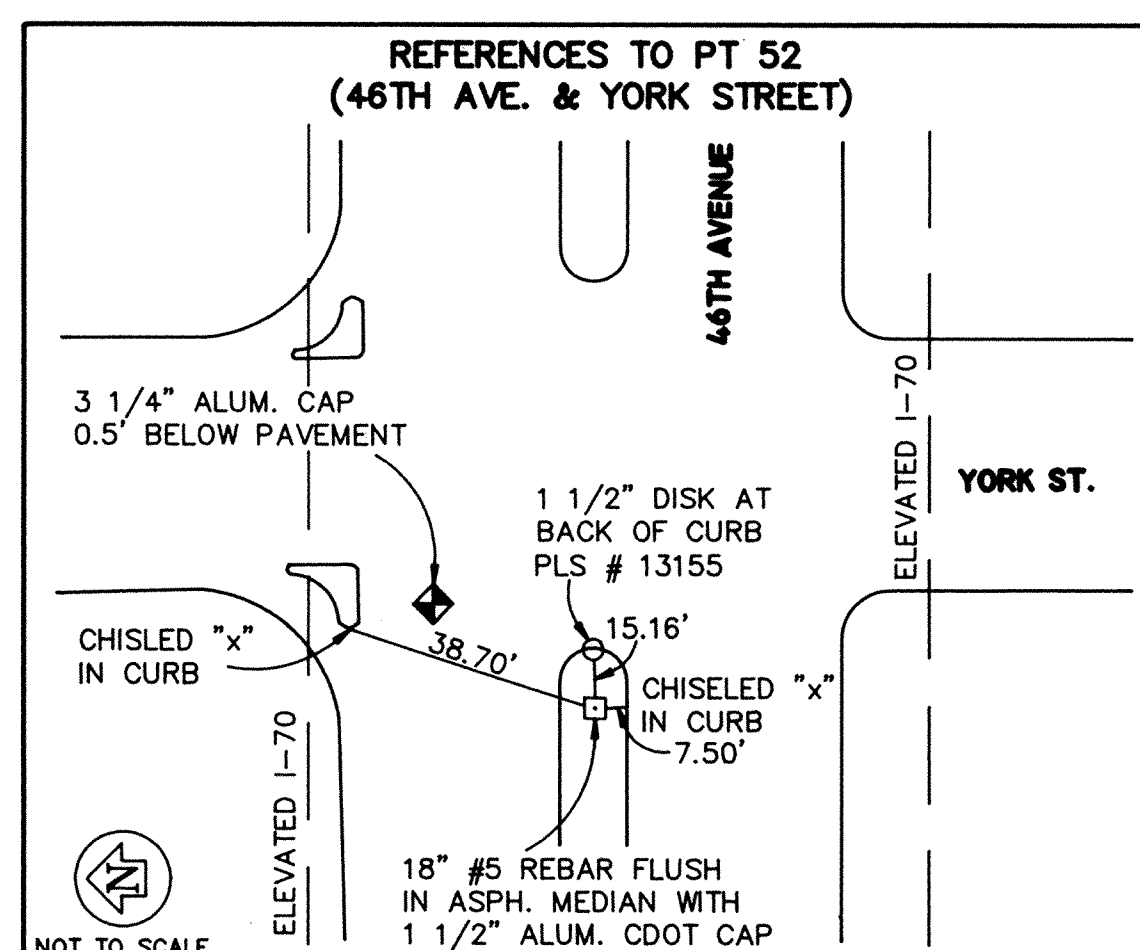 REFERENCES TO PT 52
(46TH AVE. & YORK STREET)
46TH AVENUE
3 1/4" ALUM. CAP
0.5' BELOW PAVEMENT
ELEVATED I-70
YORK ST.
1 1/2" DISK AT
BACK OF CURB
PLS # 13155
15.16'
CHISLED "x"
IN CURB
38.70'
CHISELED "x"
IN CURB
7.50'
ELEVATED I-70
N
NOT TO SCALE
18" #5 REBAR FLUSH
IN ASPH. MEDIAN WITH
1 1/2" ALUM. CDOT CAP